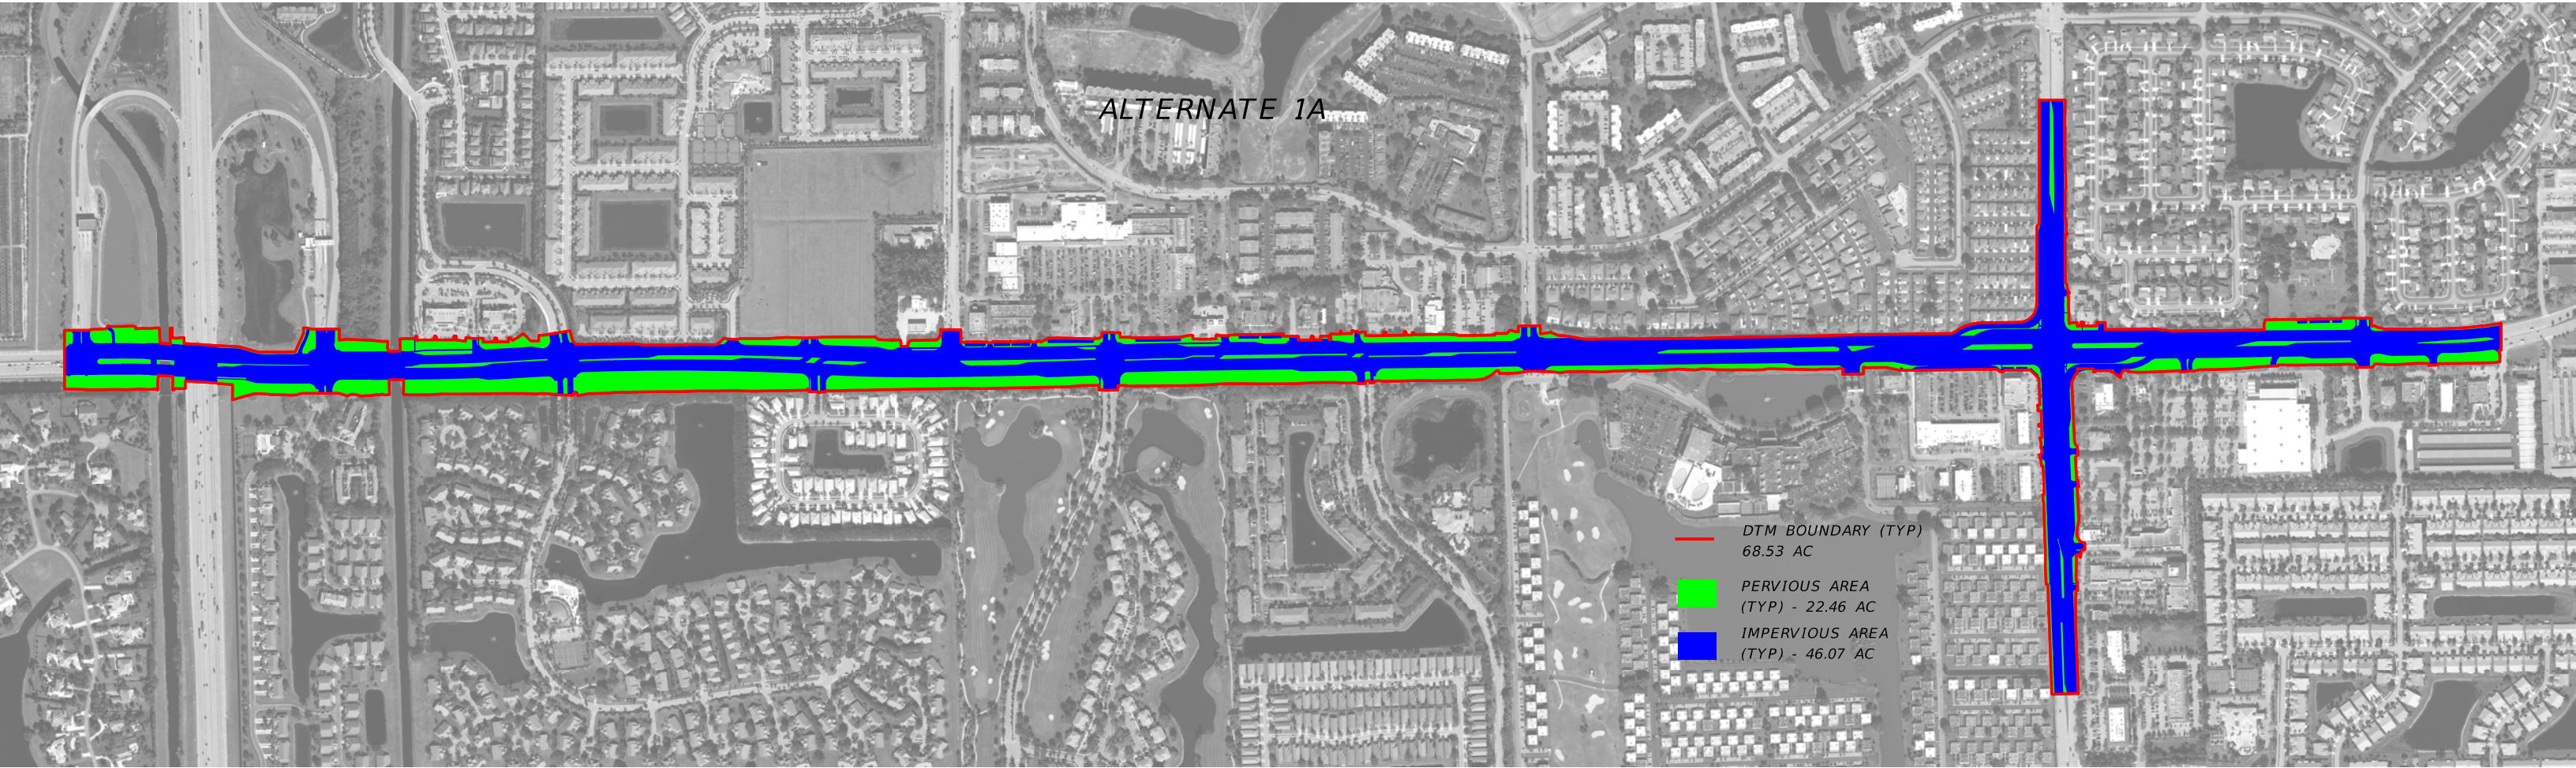 ALTERNATE 1A
DTM BOUNDARY (TYP)
68.53 AC
PERVIOUS AREA
(TYP) - 22.46 AC
IMPERVIOUS AREA
(TYP) - 46.07 AC